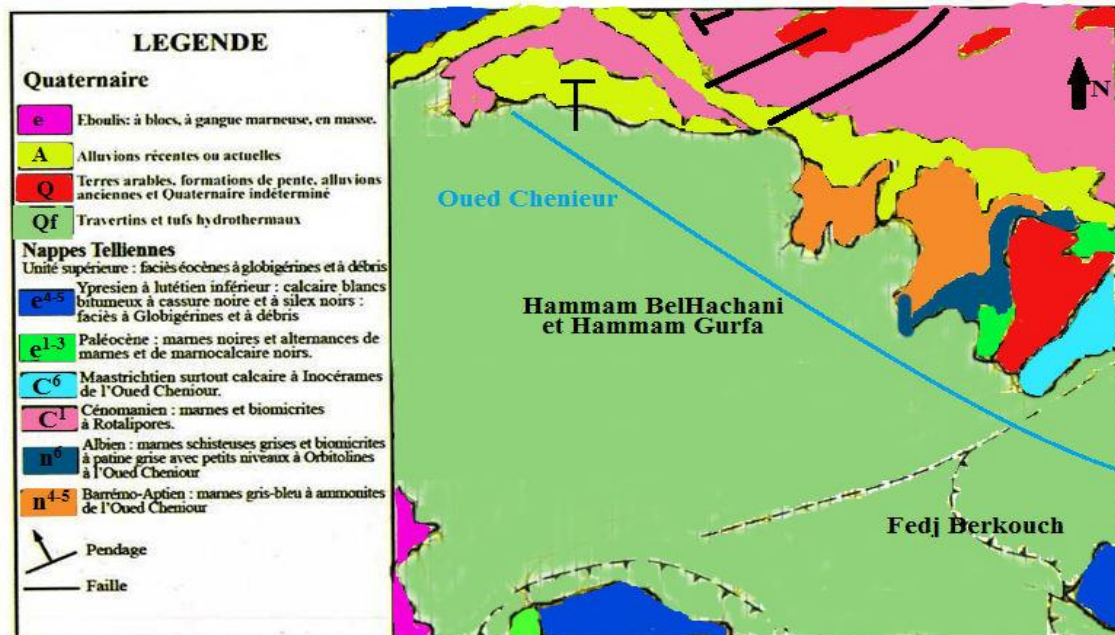 LEGENDE
Quaternaire
e Eboulis: à blocs, à gangue marneuse, en masse.
A Alluvions récentes ou actuelles
Q Terres arables, formations de pente, alluvions
anciennes et Quaternaire indéterminé
Qf Travertins et tufs hydrothermaux
Nappes Telliennes
Unité supérieure : faciès éocènes à globigérines et à débris
e4-5 Ypresien à lutétien inférieur : calcaire blancs
bitumeux à cassure noire et à silex noirs :
faciès à Globigérines et à débris
e1-3 Paléocène : marnes noires et alternances de
marnes et de marnocalcaire noirs.
C6 Maastrichtien surtout calcaire à Inocérames
de l'Oued Cheniour.
C1 Cénomanien : marnes et biomicrites
à Rotalipores.
n6 Albien : marnes schisteuses grises et biomicrites
à patine grise avec petits niveaux à Orbitolines
à l'Oued Cheniour
n4-5 Barrémo-Aptien : marnes gris-bleu à ammonites
de l'Oued Cheniour
Pendage
Faille
N
Oued Chenieur
Hammam BelHachani
et Hammam Gurfa
Fedj Berkouch